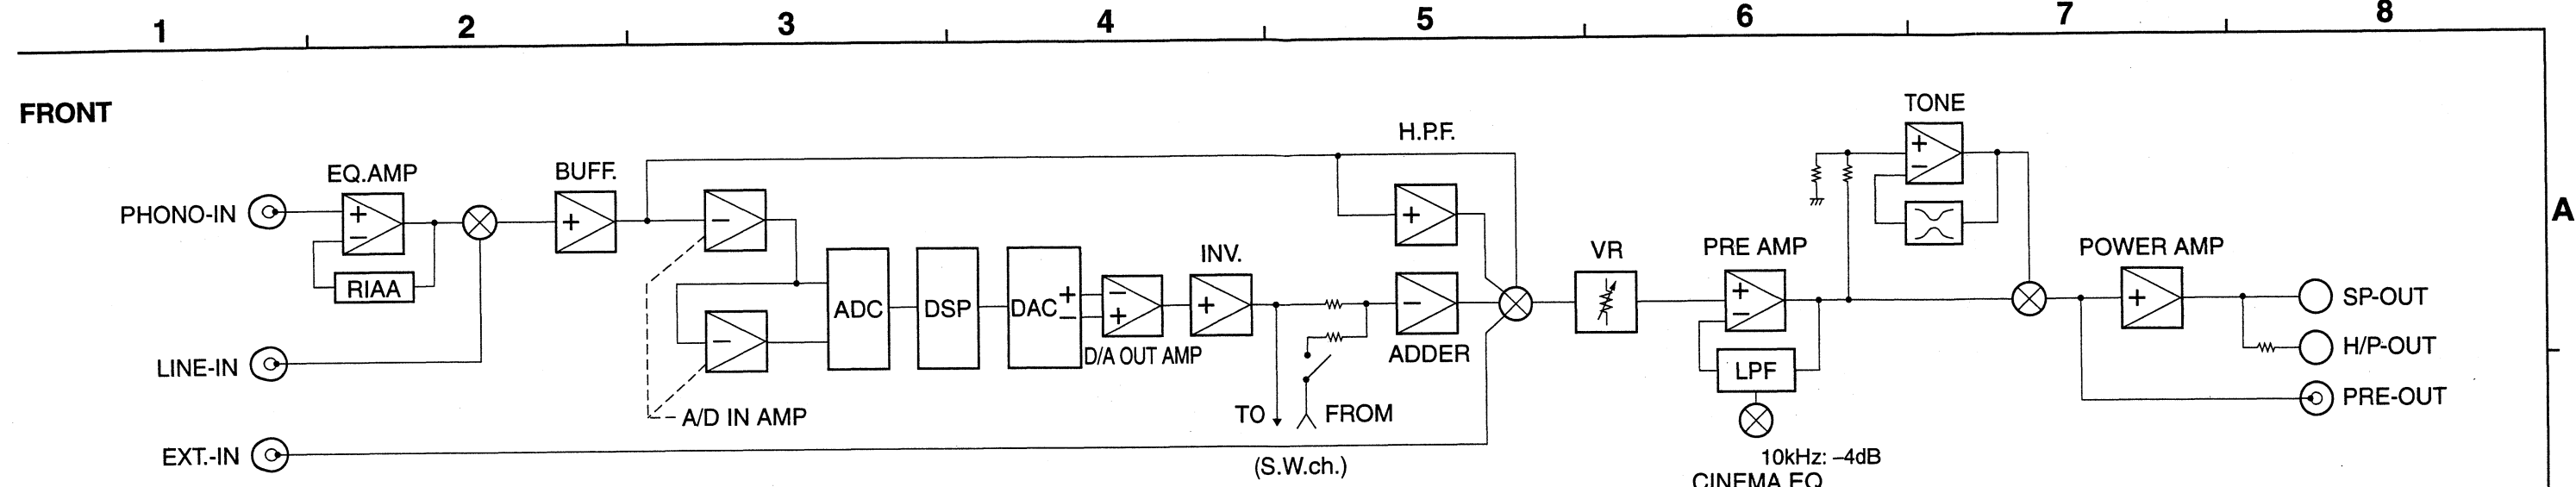 1 2 3 4 5 6 7 8
FRONT
TONE
H.P.F.
EQ.AMP
BUFF.
+
−
+
−
−
A
PHONO-IN
+
+
INV.
VR
PRE AMP
POWER AMP
RIAA
ADC
DSP
DAC
+
−
−
+
+
−
+
−
+
SP-OUT
−
D/A OUT AMP
ADDER
H/P-OUT
LINE-IN
LPF
PRE-OUT
A/D IN AMP
TO
FROM
EXT.-IN
(S.W.ch.)
10kHz: −4dB
CINEMA EQ